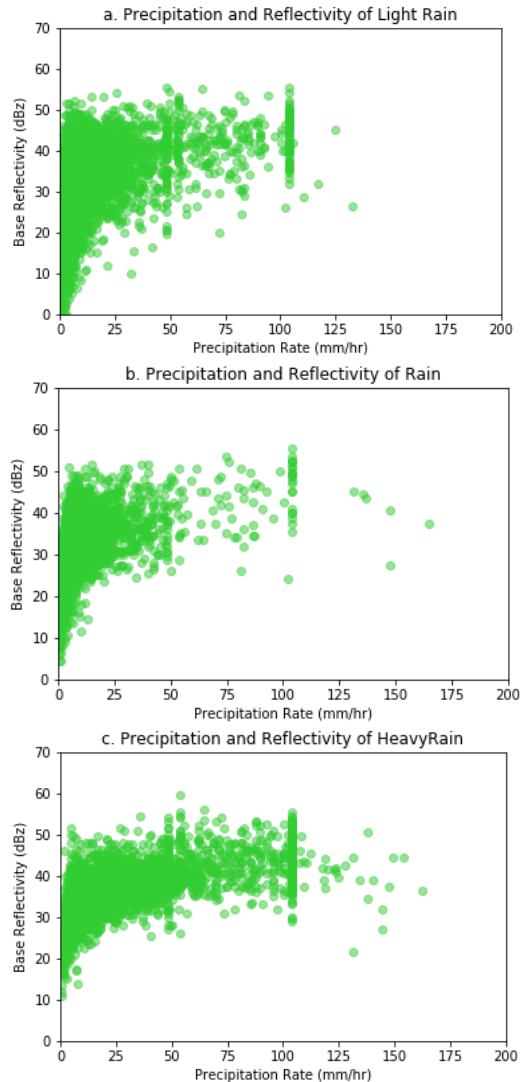 a. Precipitation and Reflectivity of Light Rain
70
60
50
40
30
20
10
0
Base Reflectivity (dBz)
0 25 50 75 100 125 150 175 200
Precipitation Rate (mm/hr)
b. Precipitation and Reflectivity of Rain
70
60
50
40
30
20
10
0
Base Reflectivity (dBz)
0 25 50 75 100 125 150 175 200
Precipitation Rate (mm/hr)
c. Precipitation and Reflectivity of HeavyRain
70
60
50
40
30
20
10
0
Base Reflectivity (dBz)
0 25 50 75 100 125 150 175 200
Precipitation Rate (mm/hr)